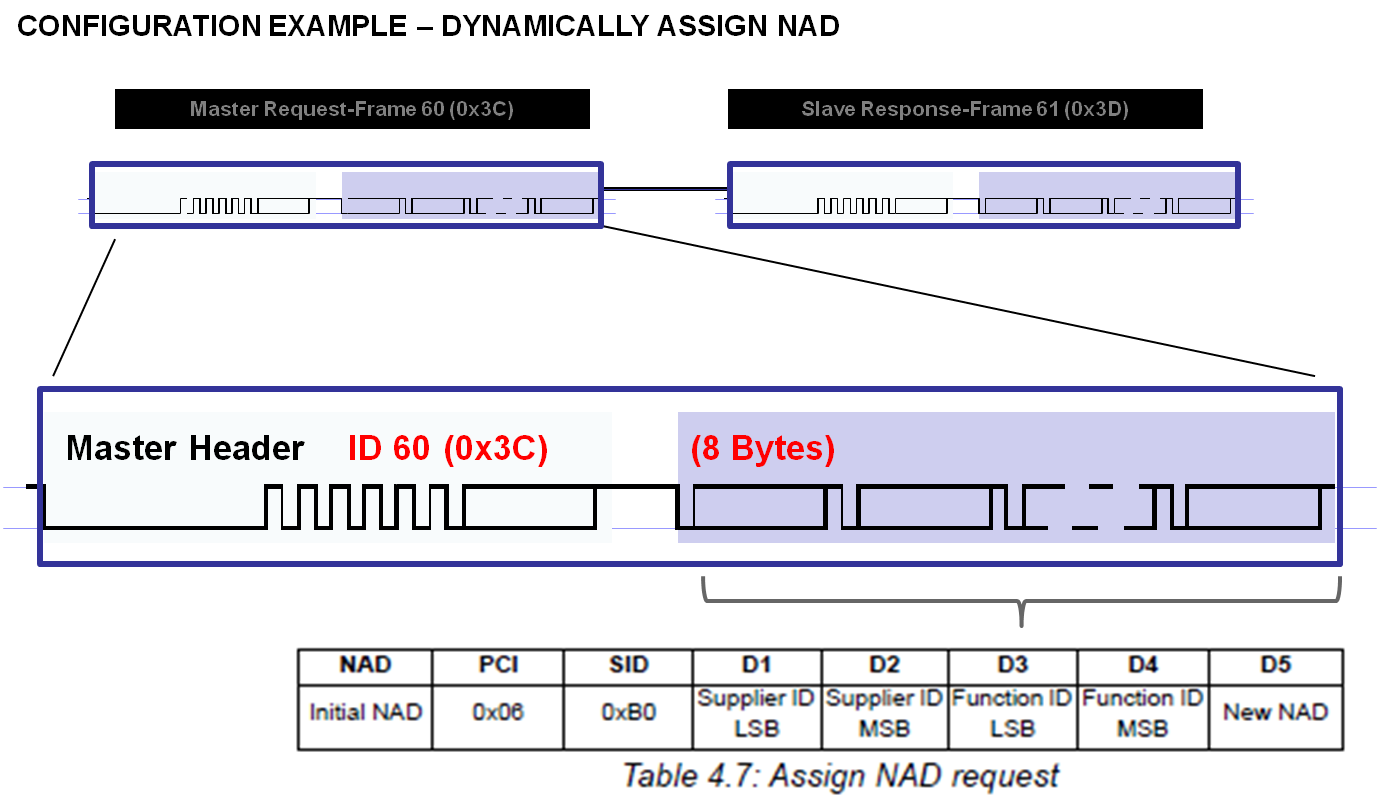 CONFIGURATION EXAMPLE – DYNAMICALLY ASSIGN NAD
Master Request-Frame 60 (0x3C)
Slave Response-Frame 61 (0x3D)
Master Header ID 60 (0x3C) (8 Bytes)
NAD PCI SID D1 D2 D3 D4 D5
Initial NAD 0x06 0xB0 Supplier ID LSB Supplier ID MSB Function ID LSB Function ID MSB New NAD
Table 4.7: Assign NAD request